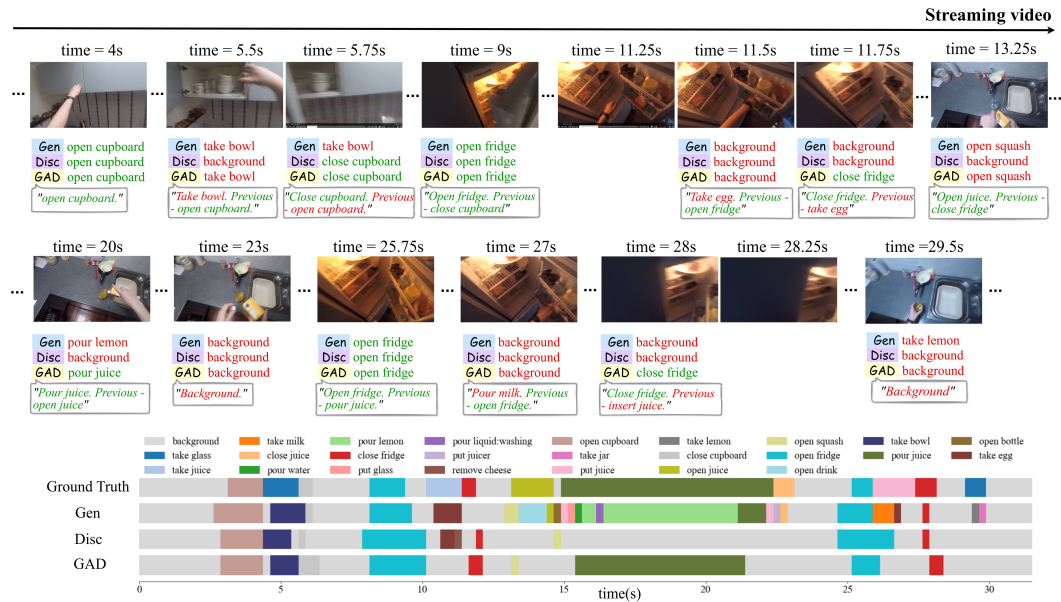 Streaming video
time = 4s
time = 5.5s
time = 5.75s
time = 9s
time = 11.25s
time = 11.5s
time = 11.75s
time = 13.25s
Gen open cupboard
Disc open cupboard
GAD open cupboard
"open cupboard."
Gen take bowl
Disc background
GAD take bowl
"Take bowl. Previous
- open cupboard."
Gen take bowl
Disc close cupboard
GAD close cupboard
"Close cupboard. Previous
- open cupboard."
Gen open fridge
Disc open fridge
GAD open fridge
"Open fridge. Previous
- close cupboard"
Gen background
Disc background
GAD background
"Take egg. Previous -
open fridge"
Gen background
Disc background
GAD close fridge
"Close fridge. Previous
- take egg"
Gen open squash
Disc background
GAD open squash
"Open juice. Previous -
close fridge"
time = 20s
time = 23s
time = 25.75s
time = 27s
time = 28s
time = 28.25s
time =29.5s
Gen pour lemon
Disc background
GAD pour juice
"Pour juice. Previous -
open juice"
Gen background
Disc background
GAD background
"Background."
Gen open fridge
Disc open fridge
GAD open fridge
"Open fridge. Previous
- pour juice."
Gen background
Disc background
GAD background
"Pour milk. Previous
- open fridge."
Gen background
Disc background
GAD close fridge
"Close fridge. Previous
- insert juice."
Gen take lemon
Disc background
GAD background
"Background"
background take milk pour lemon pour liquid:washing open cupboard take lemon open squash take bowl open bottle
take glass close juice close fridge put juicer take jar close cupboard open fridge pour juice take egg
take juice pour water put glass remove cheese put juice open juice open drink
Ground Truth
Gen
Disc
GAD
0 5 10 15 20 25 30
time(s)